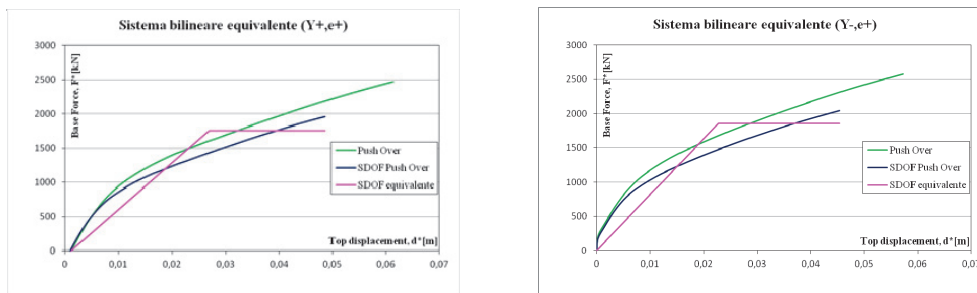 Sistema bilineare equivalente (Y+,e+)
Base Force, F*[kN]
3000
2500
2000
1500
1000
500
0
Push Over
SDOF Push Over
SDOF equivalente
Top displacement, d*[m]
0 0,01 0,02 0,03 0,04 0,05 0,06 0,07
Sistema bilineare equivalente (Y-,e+)
Base Force, F*[kN]
3000
2500
2000
1500
1000
500
0
Push Over
SDOF Push Over
SDOF equivalente
Top displacement, d*[m]
0 0,01 0,02 0,03 0,04 0,05 0,06 0,07